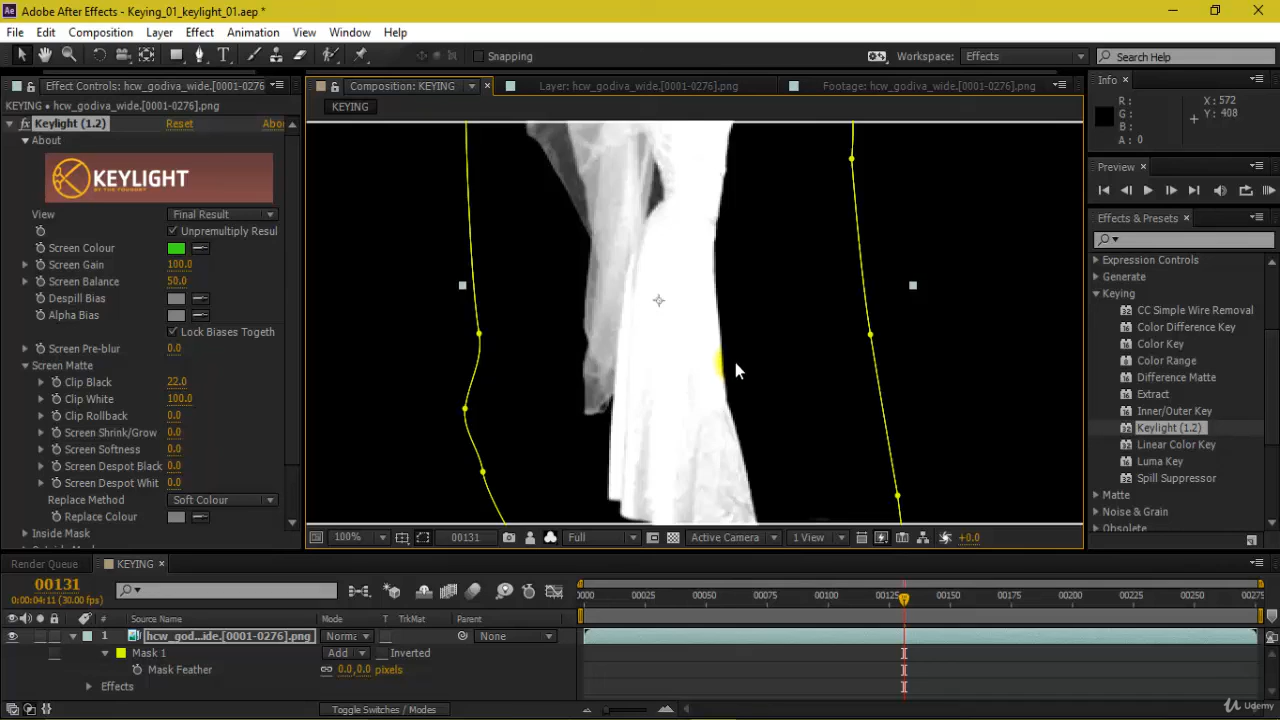 Ae Adobe After Effects - Keying_01_keylight_01.aep *
File Edit Composition Layer Effect Animation View Window Help
Snapping Workspace: Effects Search Help
Effect Controls: hcw_godiva_wide.[0001-0276] Composition: KEYING Layer: hcw_godiva_wide.[0001-0276].png Footage: hcw_godiva_wide.[0001-0276].png Info
KEYING • hcw_godiva_wide.[0001-0276].png KEYING
R: X: 572
G: Y: 408
B:
A: 0
fx Keylight (1.2) Reset Abo
About
KEYLIGHT
BY THE FOUNDRY
View Final Result
Unpremultiply Resul
Screen Colour
Screen Gain 100.0
Screen Balance 50.0
Despill Bias
Alpha Bias
Lock Biases Togeth
Screen Pre-blur 0.0
Screen Matte
Clip Black 22.0
Clip White 100.0
Clip Rollback 0.0
Screen Shrink/Grow 0.0
Screen Softness 0.0
Screen Despot Black 0.0
Screen Despot Whit 0.0
Replace Method Soft Colour
Replace Colour
Inside Mask
Preview
Effects & Presets
Expression Controls
Generate
Keying
CC Simple Wire Removal
Color Difference Key
Color Key
Color Range
Difference Matte
Extract
Inner/Outer Key
Keylight (1.2)
Linear Color Key
Luma Key
Spill Suppressor
Matte
Noise & Grain
Obsolete
100% 00131 Full Active Camera 1 View +0.0
Render Queue KEYING
00131
0:00:04:11 (30.00 fps)
0000 00025 00050 00075 00100 00125 00150 00175 00200 00225 00250 00275
# Source Name Mode T TrkMat Parent
1 hcw_god...ide.[0001-0276].png Norma None
Mask 1 Add Inverted
Mask Feather 0.0,0.0 pixels
Effects
Toggle Switches / Modes
Udemy